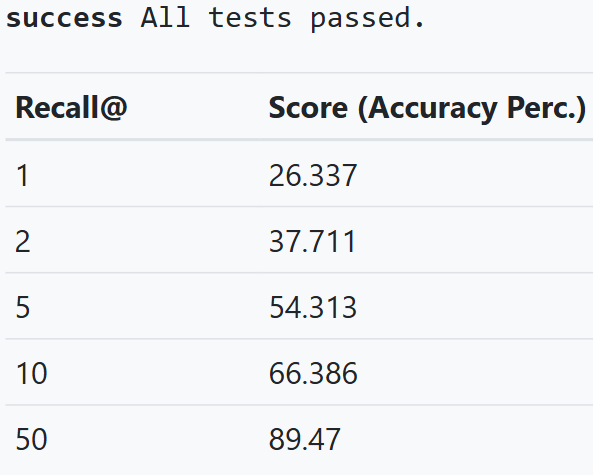 success All tests passed.
Recall@ Score (Accuracy Perc.)
1 26.337
2 37.711
5 54.313
10 66.386
50 89.47